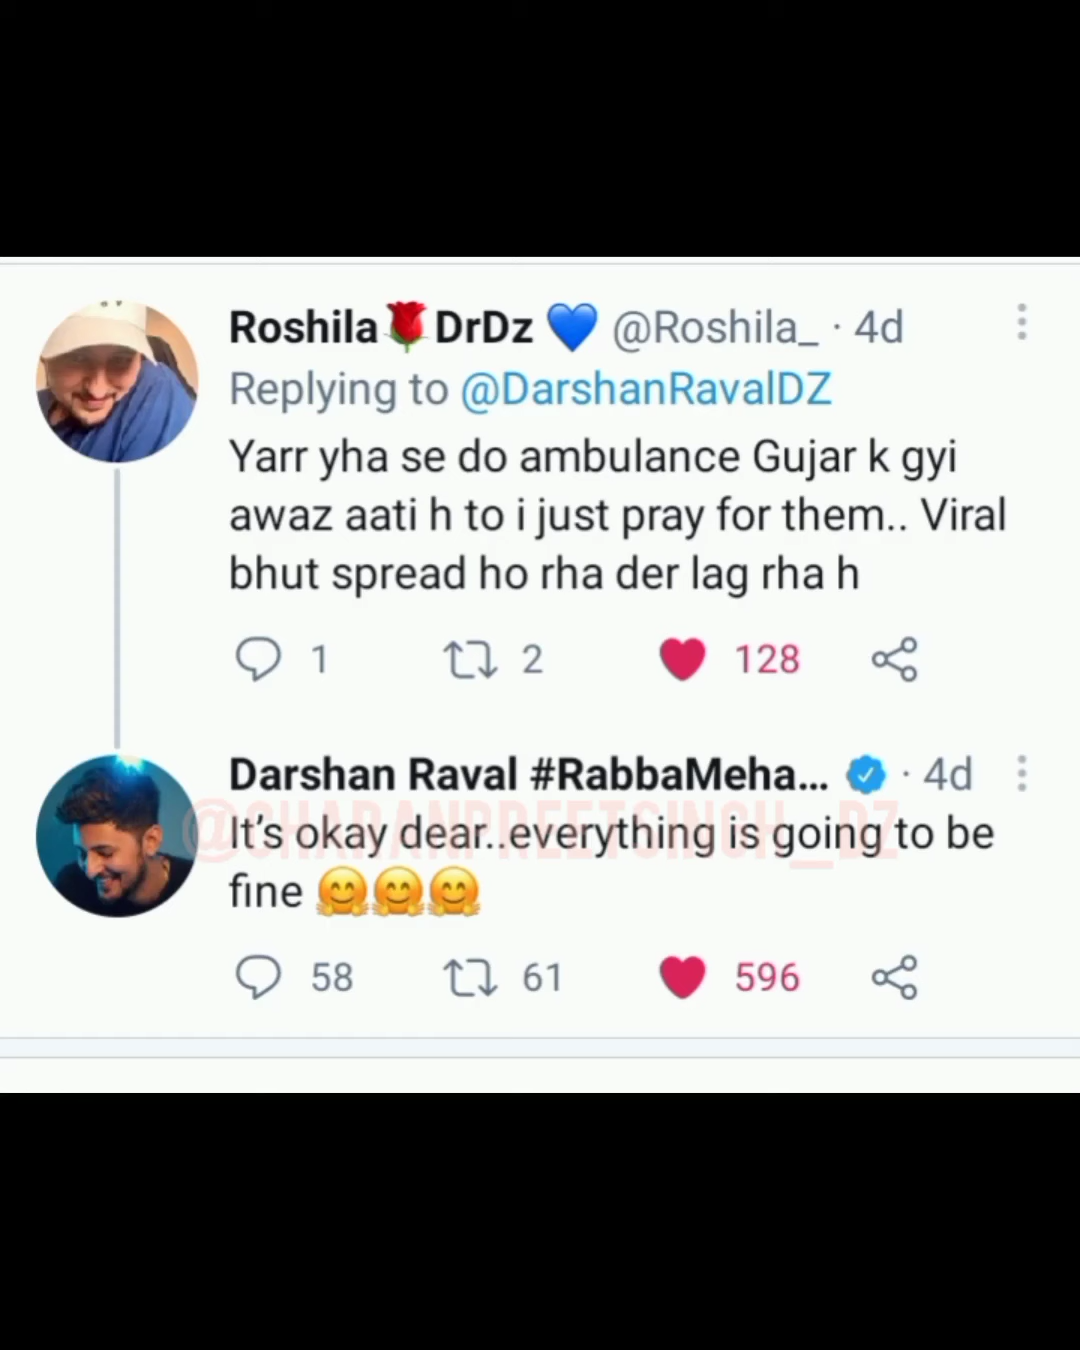 Roshila🌹DrDz 💙 @Roshila_ · 4d
Replying to @DarshanRavalDZ
Yarr yha se do ambulance Gujar k gyi
awaz aati h to i just pray for them.. Viral
bhut spread ho rha der lag rha h
1 2 128
Darshan Raval #RabbaMeha... · 4d
@CHARANPREETSINGH_DZ
It's okay dear..everything is going to be
fine 🤗🤗🤗
58 61 596